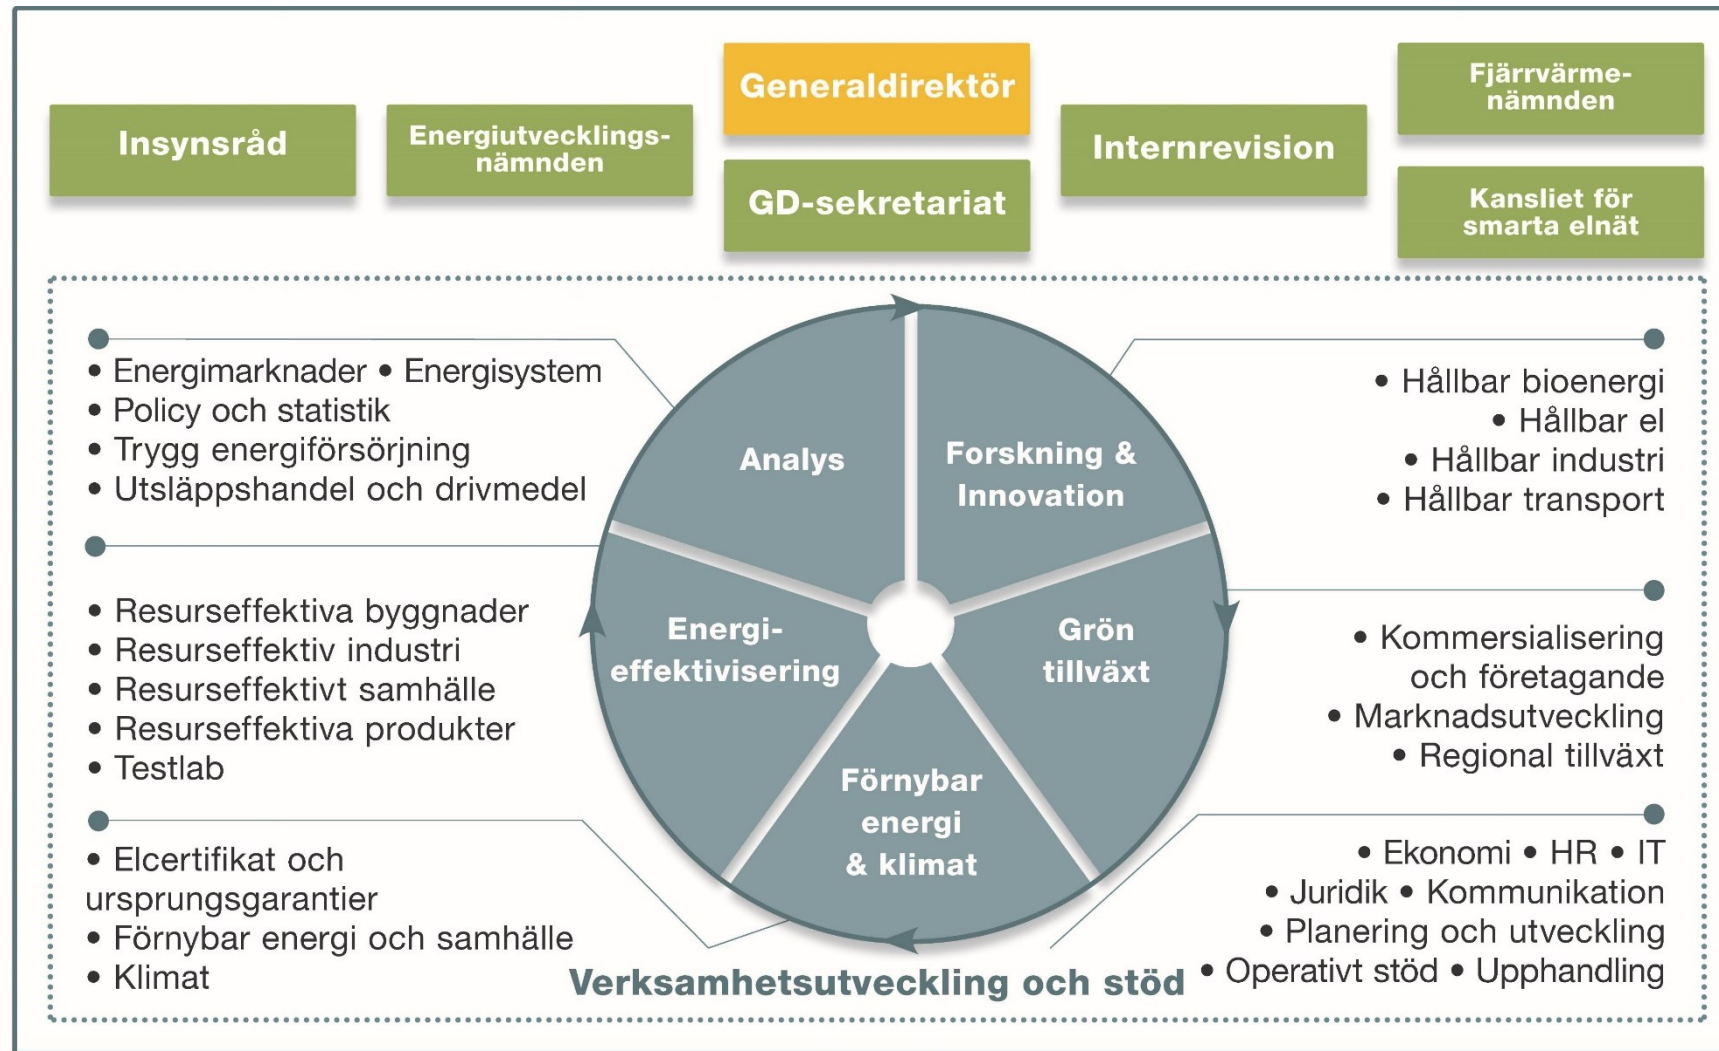 Generaldirektör
Fjärrvärme-
nämnden
Insynsråd
Energiutvecklings-
nämnden
Internrevision
GD-sekretariat
Kansliet för
smarta elnät
• Energimarknader • Energisystem
• Policy och statistik
• Trygg energiförsörjning
• Utsläppshandel och drivmedel
Analys
Forskning &
Innovation
• Hållbar bioenergi
• Hållbar el
• Hållbar industri
• Hållbar transport
• Resurseffektiva byggnader
• Resurseffektiv industri
• Resurseffektivt samhälle
• Resurseffektiva produkter
• Testlab
Energi-
effektivisering
Grön
tillväxt
• Kommersialisering
och företagande
• Marknadsutveckling
• Regional tillväxt
Förnybar
energi
& klimat
• Elcertifikat och
ursprungsgarantier
• Förnybar energi och samhälle
• Klimat
Verksamhetsutveckling och stöd
• Ekonomi • HR • IT
• Juridik • Kommunikation
• Planering och utveckling
• Operativt stöd • Upphandling